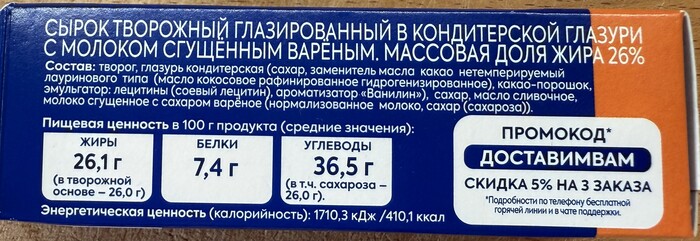 СЫРОК ТВОРОЖНЫЙ ГЛАЗИРОВАННЫЙ В КОНДИТЕРСКОЙ ГЛАЗУРИ
С МОЛОКОМ СГУЩЁННЫМ ВАРЁНЫМ. МАССОВАЯ ДОЛЯ ЖИРА 26%
Состав: творог, глазурь кондитерская (сахар, заменитель масла какао нетемперируемый
лауринового типа (масло кокосовое рафинированное гидрогенизированное), какао-порошок,
эмульгатор: лецитины (соевый лецитин), ароматизатор «Ванилин»), сахар, масло сливочное,
молоко сгущенное с сахаром варёное (нормализованное молоко, сахар (сахароза)).
Пищевая ценность в 100 г продукта (средние значения):
ЖИРЫ
26,1 г
(в творожной
основе – 26,0 г)
БЕЛКИ
7,4 г
УГЛЕВОДЫ
36,5 г
(в т.ч. сахароза –
26,0 г).
Энергетическая ценность (калорийность): 1710,3 кДж /410,1 ккал
ПРОМОКОД*
ДОСТАВИМВАМ
СКИДКА 5% НА 3 ЗАКАЗА
*Подробности по телефону бесплатной
горячей линии и в чате поддержки.